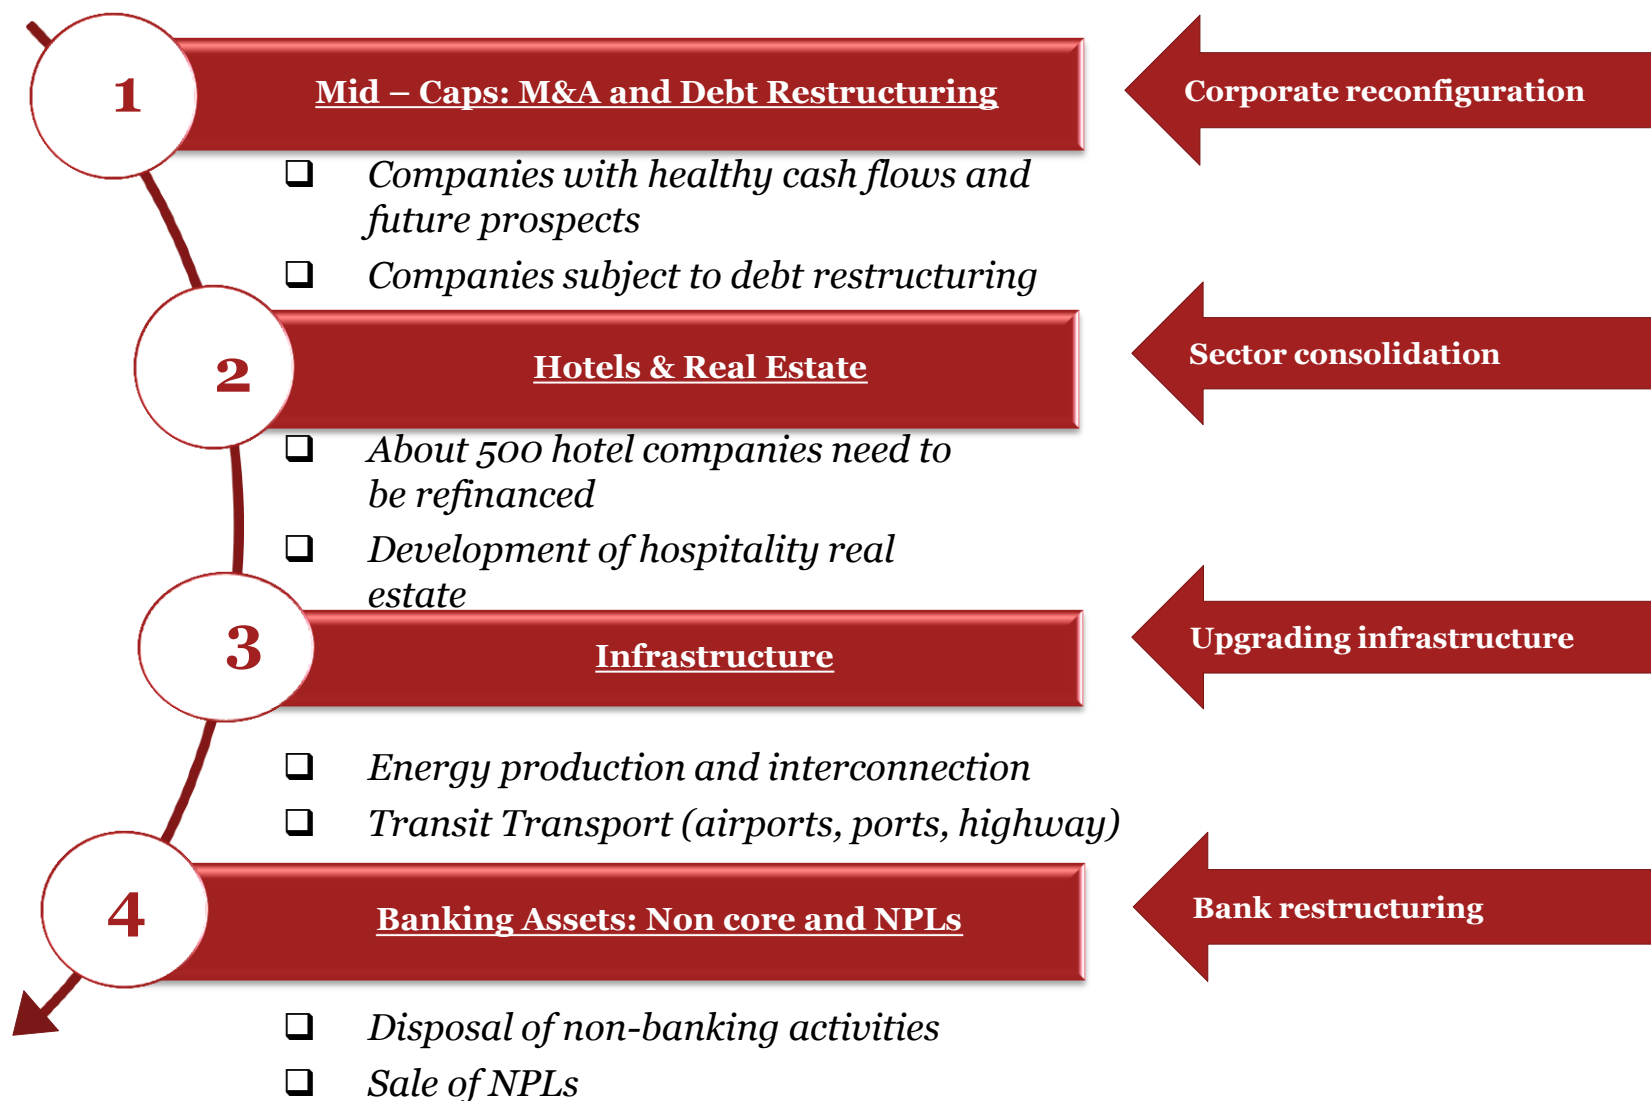 1
Mid – Caps: M&A and Debt Restructuring
Corporate reconfiguration
Companies with healthy cash flows and
future prospects
Companies subject to debt restructuring
2
Hotels & Real Estate
Sector consolidation
About 500 hotel companies need to
be refinanced
Development of hospitality real
estate
3
Infrastructure
Upgrading infrastructure
Energy production and interconnection
Transit Transport (airports, ports, highway)
4
Banking Assets: Non core and NPLs
Bank restructuring
Disposal of non-banking activities
Sale of NPLs